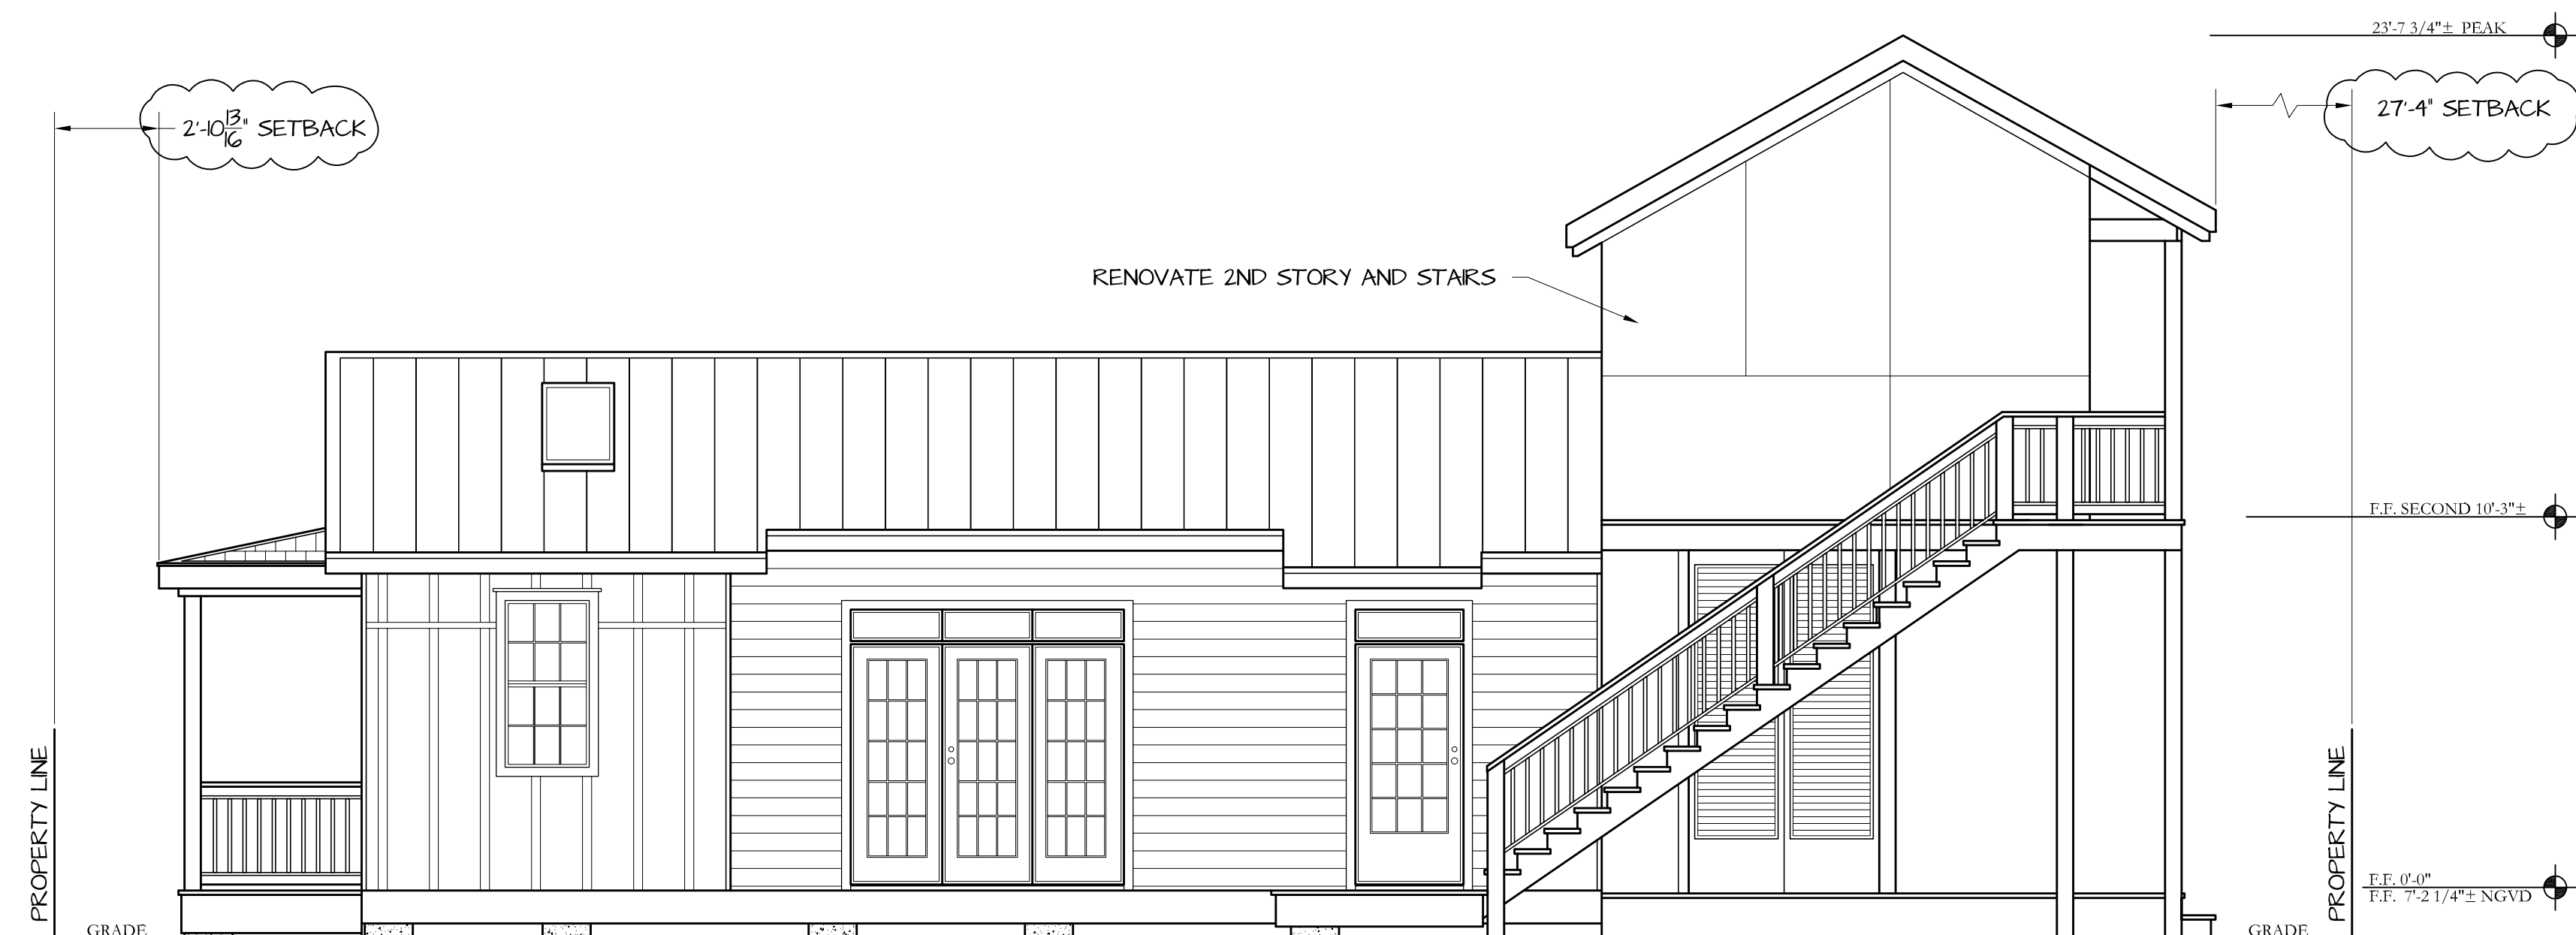 23'-7 3/4"± PEAK
2'-10 13/16" SETBACK
27'-4" SETBACK
RENOVATE 2ND STORY AND STAIRS
F.F. SECOND 10'-3"±
PROPERTY LINE
PROPERTY LINE
F.F. 0'-0"
F.F. 7'-2 1/4"± NGVD
GRADE
GRADE